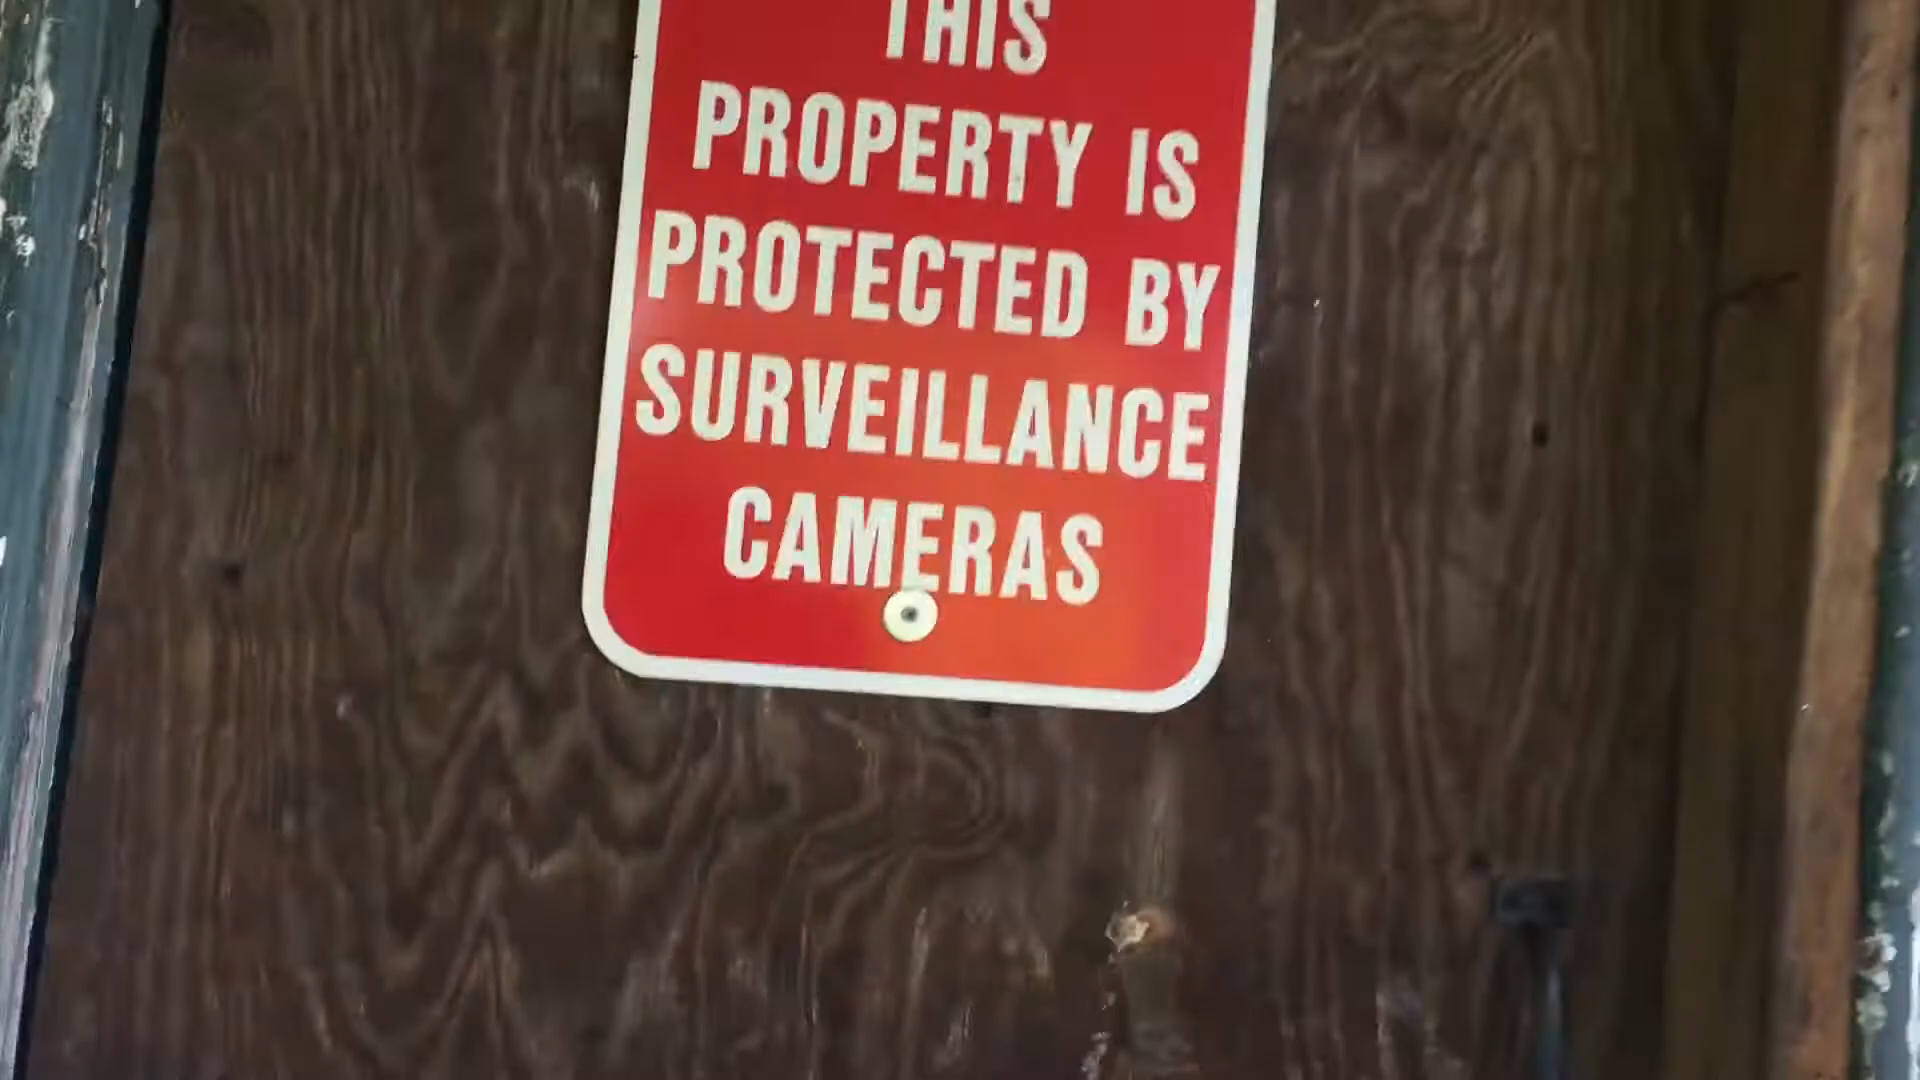 THIS
PROPERTY IS
PROTECTED BY
SURVEILLANCE
CAMERAS